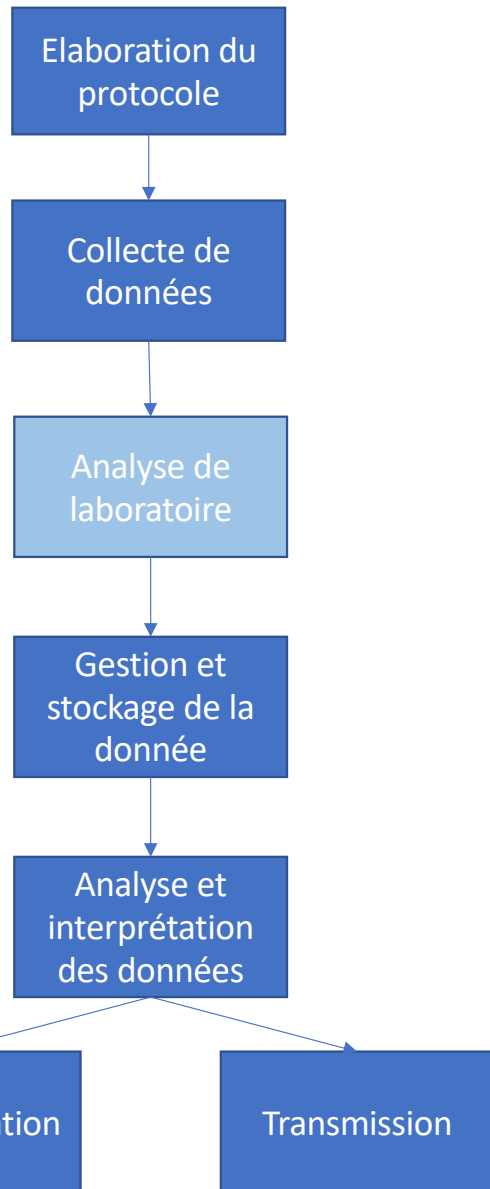 Elaboration du
protocole
Collecte de
données
Analyse de
laboratoire
Gestion et
stockage de la
donnée
Analyse et
interprétation
des données
Transmission